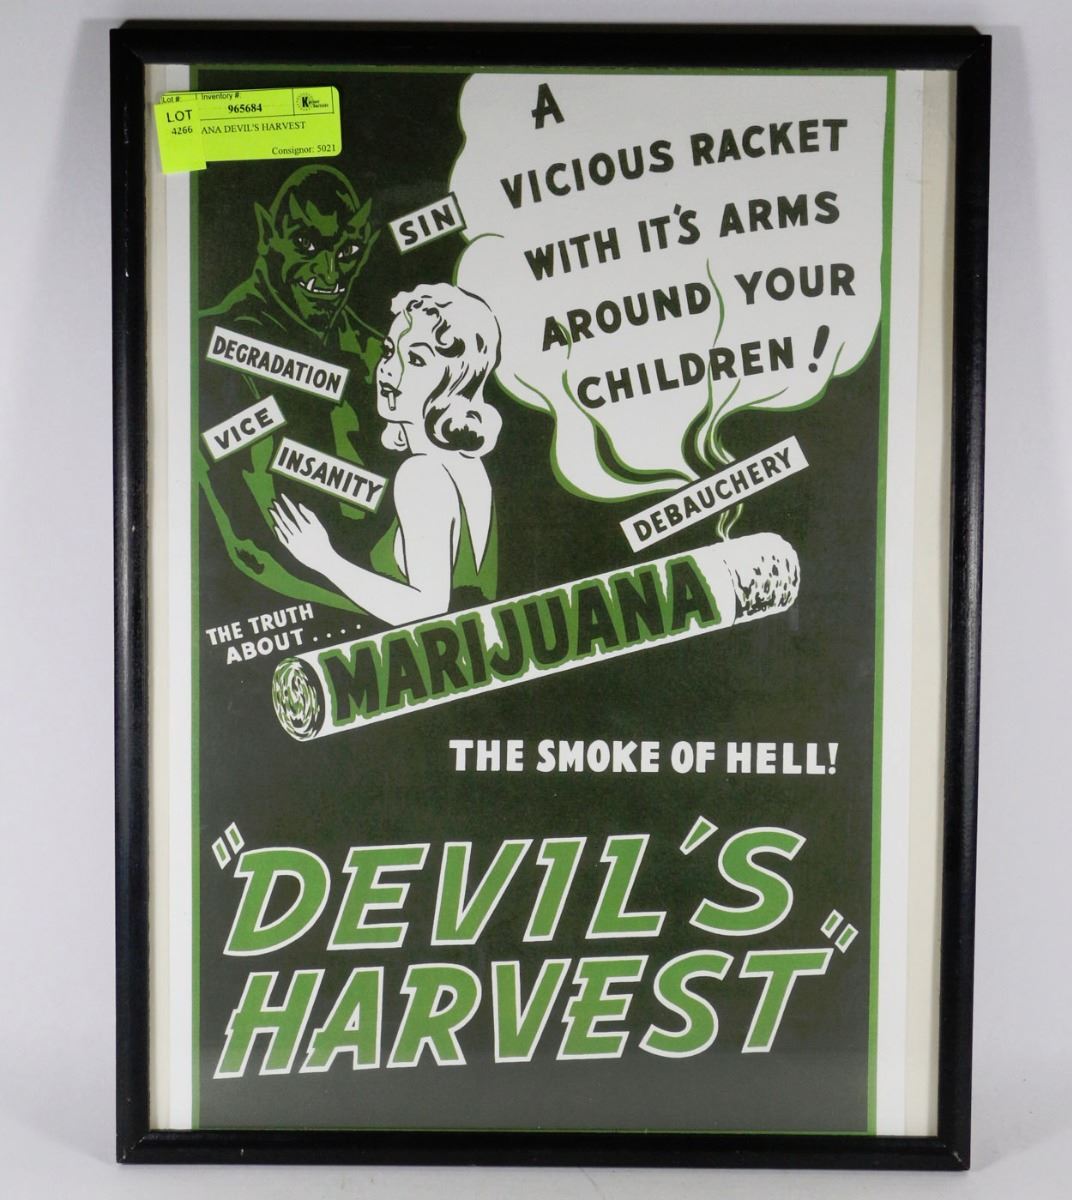 Lot #:
Inventory #:
965684
LOT
4266
ANA DEVIL'S HARVEST
Consignor: 5021
A
VICIOUS RACKET
WITH IT'S ARMS
AROUND YOUR
CHILDREN!
SIN
DEGRADATION
VICE
INSANITY
DEBAUCHERY
THE TRUTH
ABOUT....
MARIJUANA
THE SMOKE OF HELL!
"DEVIL'S
HARVEST"